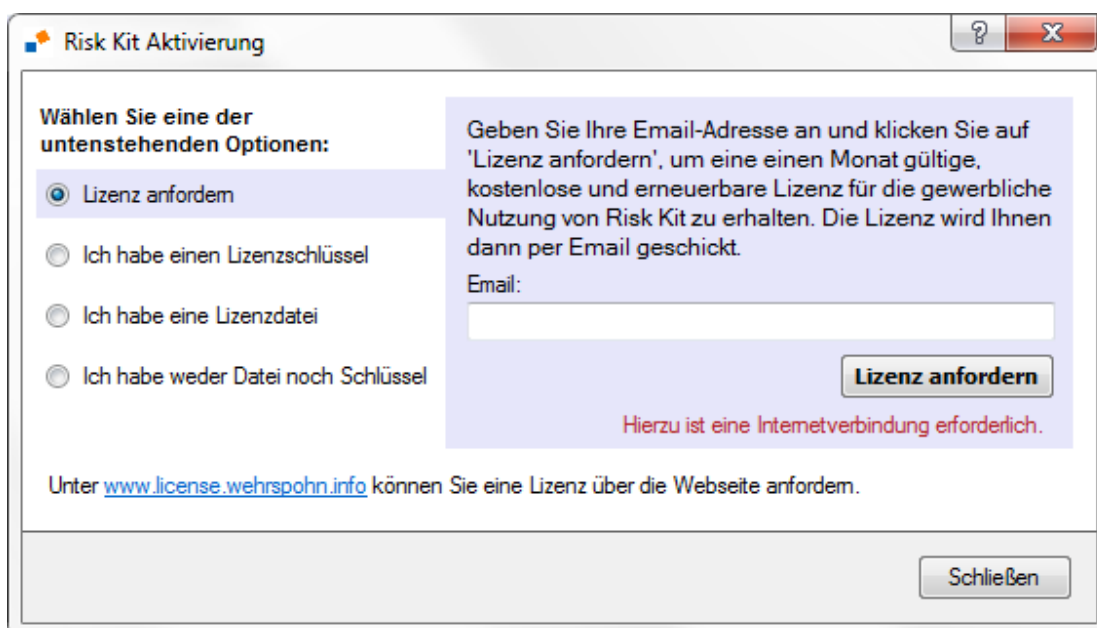 Risk Kit Aktivierung
Wählen Sie eine der
untenstehenden Optionen:
Lizenz anfordern
Ich habe einen Lizenzschlüssel
Ich habe eine Lizenzdatei
Ich habe weder Datei noch Schlüssel
Geben Sie Ihre Email-Adresse an und klicken Sie auf
'Lizenz anfordern', um eine einen Monat gültige,
kostenlose und erneuerbare Lizenz für die gewerbliche
Nutzung von Risk Kit zu erhalten. Die Lizenz wird Ihnen
dann per Email geschickt.
Email:
Lizenz anfordern
Hierzu ist eine Internetverbindung erforderlich.
Unter www.license.wehrspohn.info können Sie eine Lizenz über die Webseite anfordern.
Schließen